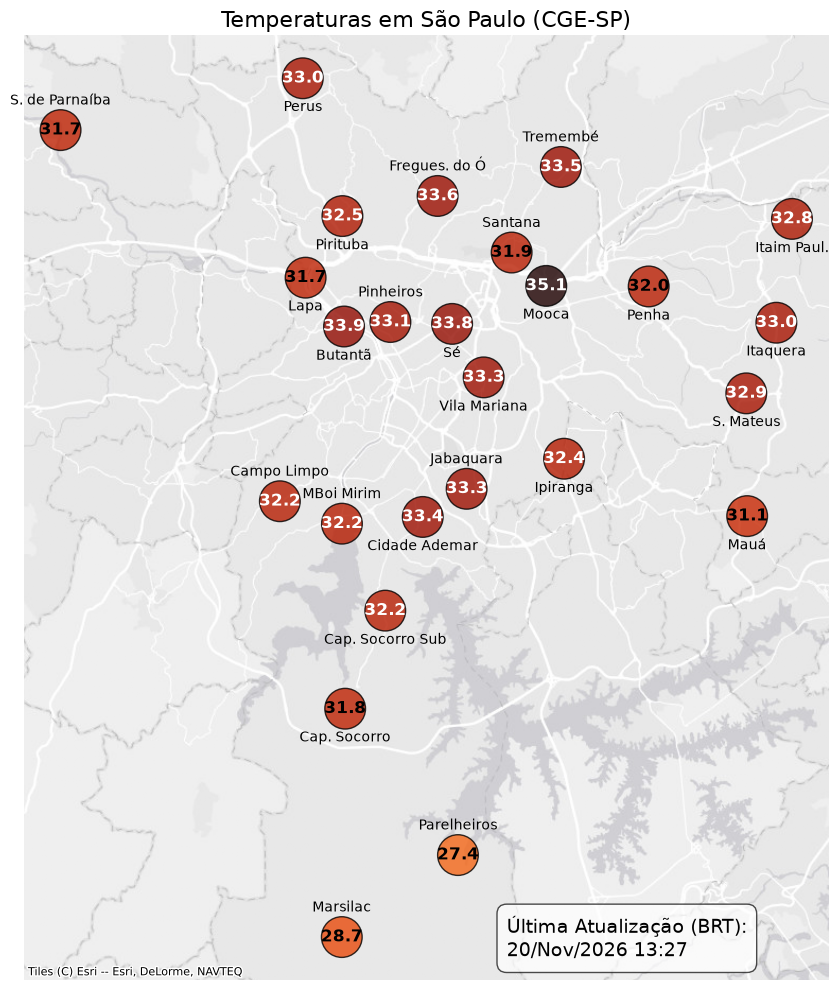 Temperaturas em São Paulo (CGE-SP)
33.0
Perus
S. de Parnaíba
31.7
Tremembé
33.5
Fregues. do Ó
33.6
32.5
Pirituba
Santana
31.9
32.8
Itaim Paul.
31.7
Lapa
35.1
Mooca
32.0
Penha
Pinheiros
33.1
33.9
Butantã
33.8
Sé
33.0
Itaquera
33.3
Vila Mariana
32.9
S. Mateus
Jabaquara
33.3
32.4
Ipiranga
Campo Limpo
32.2
MBoi Mirim
32.2
33.4
Cidade Ademar
31.1
Mauá
32.2
Cap. Socorro Sub
31.8
Cap. Socorro
Parelheiros
27.4
Marsilac
28.7
Última Atualização (BRT):
20/Nov/2026 13:27
Tiles (C) Esri -- Esri, DeLorme, NAVTEQ